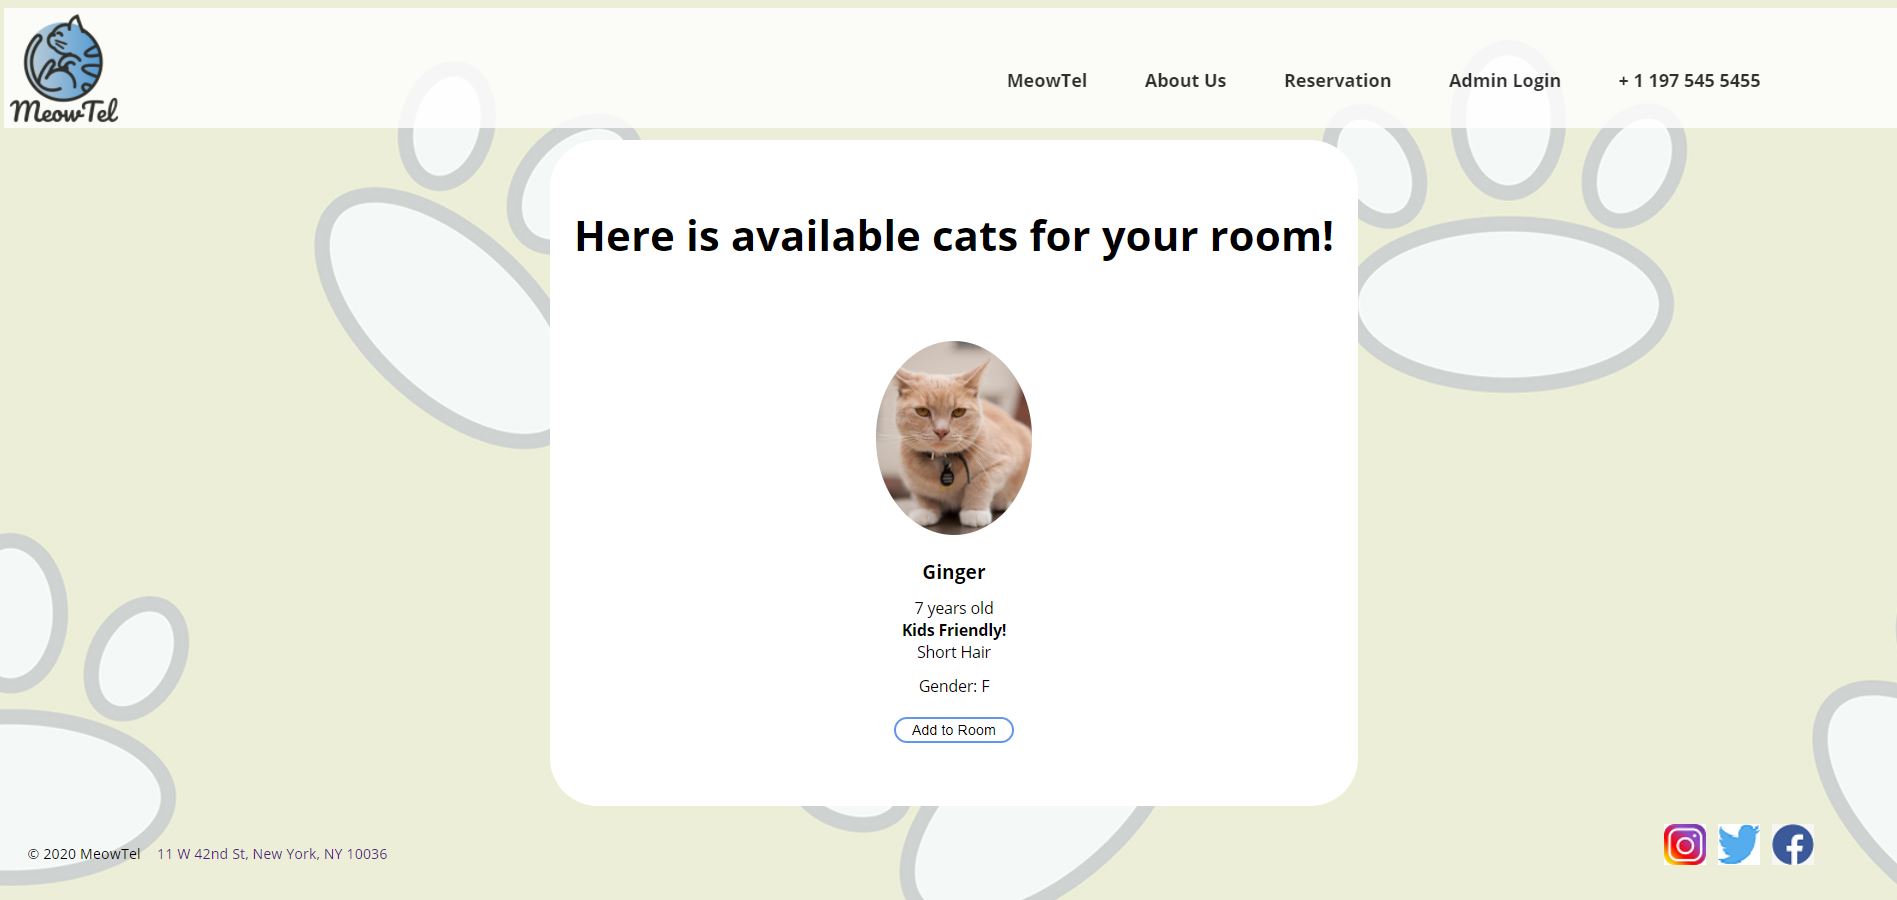 MeowTel
MeowTel About Us Reservation Admin Login + 1 197 545 5455
Here is available cats for your room!
Ginger
7 years old
Kids Friendly!
Short Hair
Gender: F
Add to Room
© 2020 MeowTel 11 W 42nd St, New York, NY 10036